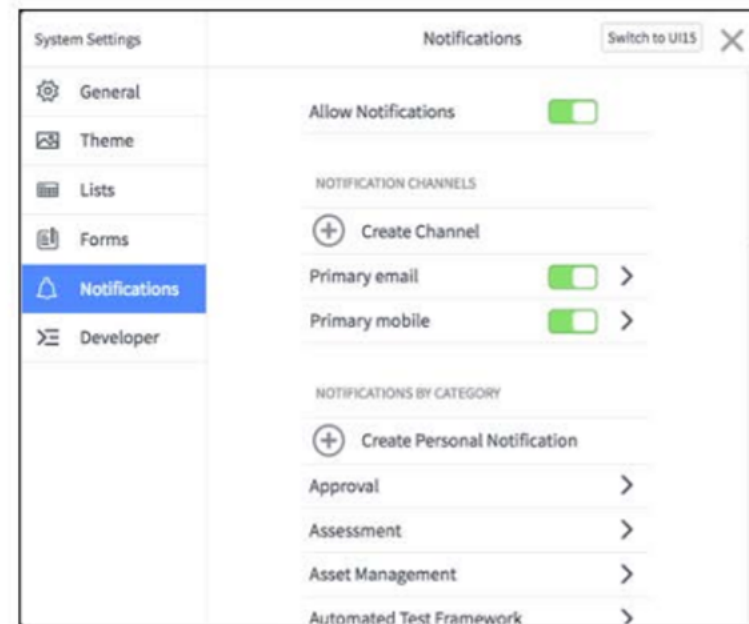 System Settings
Notifications
Switch to UI15
General
Theme
Lists
Forms
Notifications
Developer
Allow Notifications
NOTIFICATION CHANNELS
Create Channel
Primary email
Primary mobile
NOTIFICATIONS BY CATEGORY
Create Personal Notification
Approval
Assessment
Asset Management
Automated Test Framework